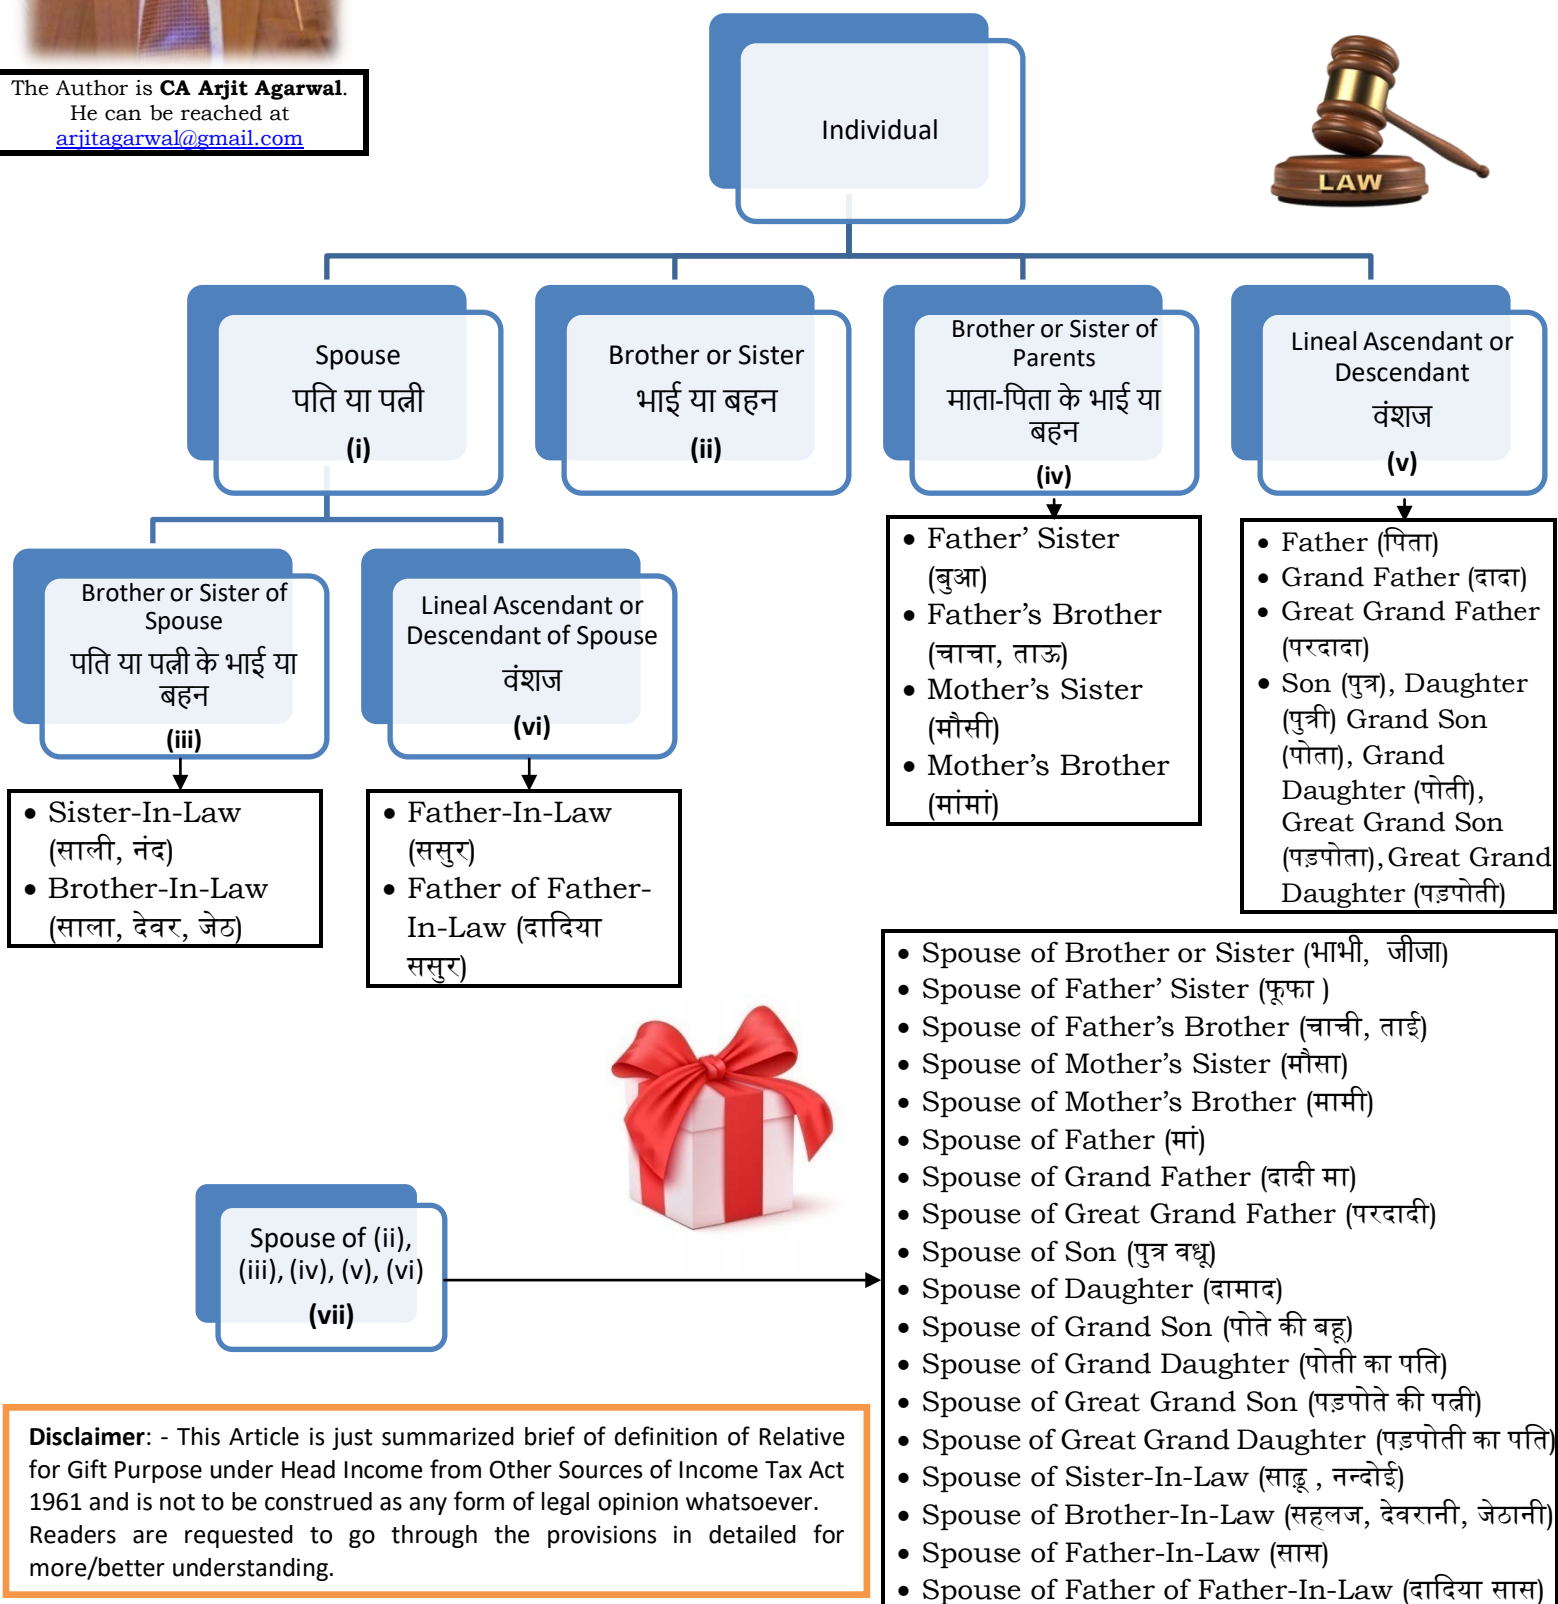 The Author is CA Arjit Agarwal.
He can be reached at
arjitagarwal@gmail.com
Individual
LAW
Spouse
पति या पत्नी
(i)
Brother or Sister
भाई या बहन
(ii)
Brother or Sister of
Parents
माता-पिता के भाई या
बहन
(iv)
Lineal Ascendant or
Descendant
वंशज
(v)
Brother or Sister of
Spouse
पति या पत्नी के भाई या
बहन
(iii)
Lineal Ascendant or
Descendant of Spouse
वंशज
(vi)
• Father’ Sister
(बुआ)
• Father’s Brother
(चाचा, ताऊ)
• Mother’s Sister
(मौसी)
• Mother’s Brother
(मांमां)
• Father (पिता)
• Grand Father (दादा)
• Great Grand Father
(परदादा)
• Son (पुत्र), Daughter
(पुत्री) Grand Son
(पोता), Grand
Daughter (पोती),
Great Grand Son
(पड़पोता), Great Grand
Daughter (पड़पोती)
• Sister-In-Law
(साली, नंद)
• Brother-In-Law
(साला, देवर, जेठ)
• Father-In-Law
(ससुर)
• Father of Father-
In-Law (दादिया
ससुर)
Spouse of (ii),
(iii), (iv), (v), (vi)
(vii)
• Spouse of Brother or Sister (भाभी, जीजा)
• Spouse of Father’ Sister (फूफा )
• Spouse of Father’s Brother (चाची, ताई)
• Spouse of Mother’s Sister (मौसा)
• Spouse of Mother’s Brother (मामी)
• Spouse of Father (मां)
• Spouse of Grand Father (दादी मा)
• Spouse of Great Grand Father (परदादी)
• Spouse of Son (पुत्र वधू)
• Spouse of Daughter (दामाद)
• Spouse of Grand Son (पोते की बहू)
• Spouse of Grand Daughter (पोती का पति)
• Spouse of Great Grand Son (पड़पोते की पत्नी)
• Spouse of Great Grand Daughter (पड़पोती का पति)
• Spouse of Sister-In-Law (साढ़ू , नन्दोई)
• Spouse of Brother-In-Law (सहलज, देवरानी, जेठानी)
• Spouse of Father-In-Law (सास)
• Spouse of Father of Father-In-Law (दादिया सास)
Disclaimer: - This Article is just summarized brief of definition of Relative
for Gift Purpose under Head Income from Other Sources of Income Tax Act
1961 and is not to be construed as any form of legal opinion whatsoever.
Readers are requested to go through the provisions in detailed for
more/better understanding.